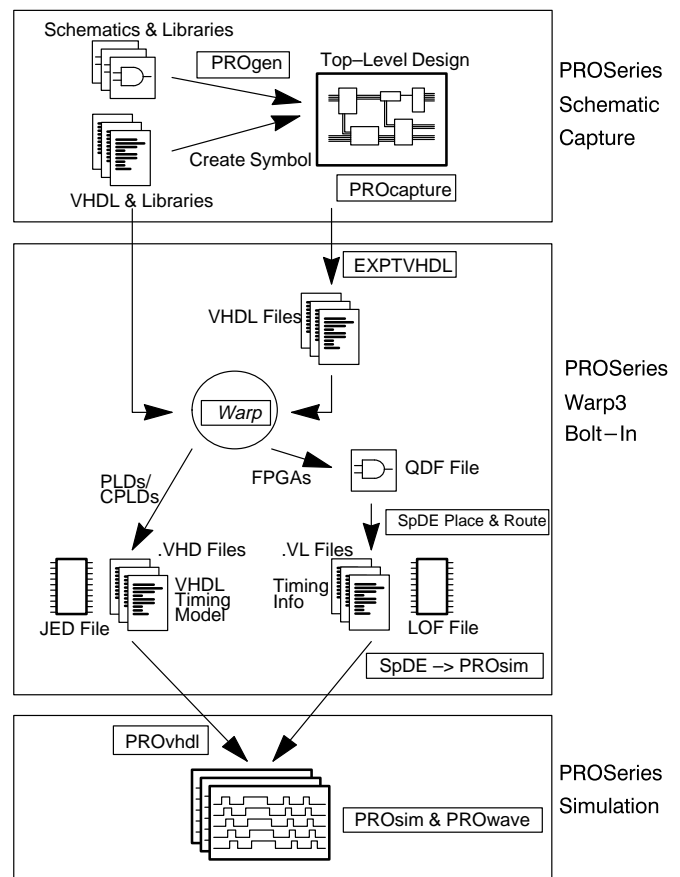 Schematics & Libraries
PROgen
Top–Level Design
PROSeries
Schematic
Capture
Create Symbol
VHDL & Libraries
PROcapture
EXPTVHDL
VHDL Files
PROSeries
Warp3
Bolt–In
Warp
PLDs/
CPLDs
FPGAs
QDF File
SpDE Place & Route
.VHD Files
VHDL
Timing
Model
JED File
.VL Files
Timing
Info
LOF File
SpDE –> PROsim
PROvhdl
PROSeries
Simulation
PROsim & PROwave